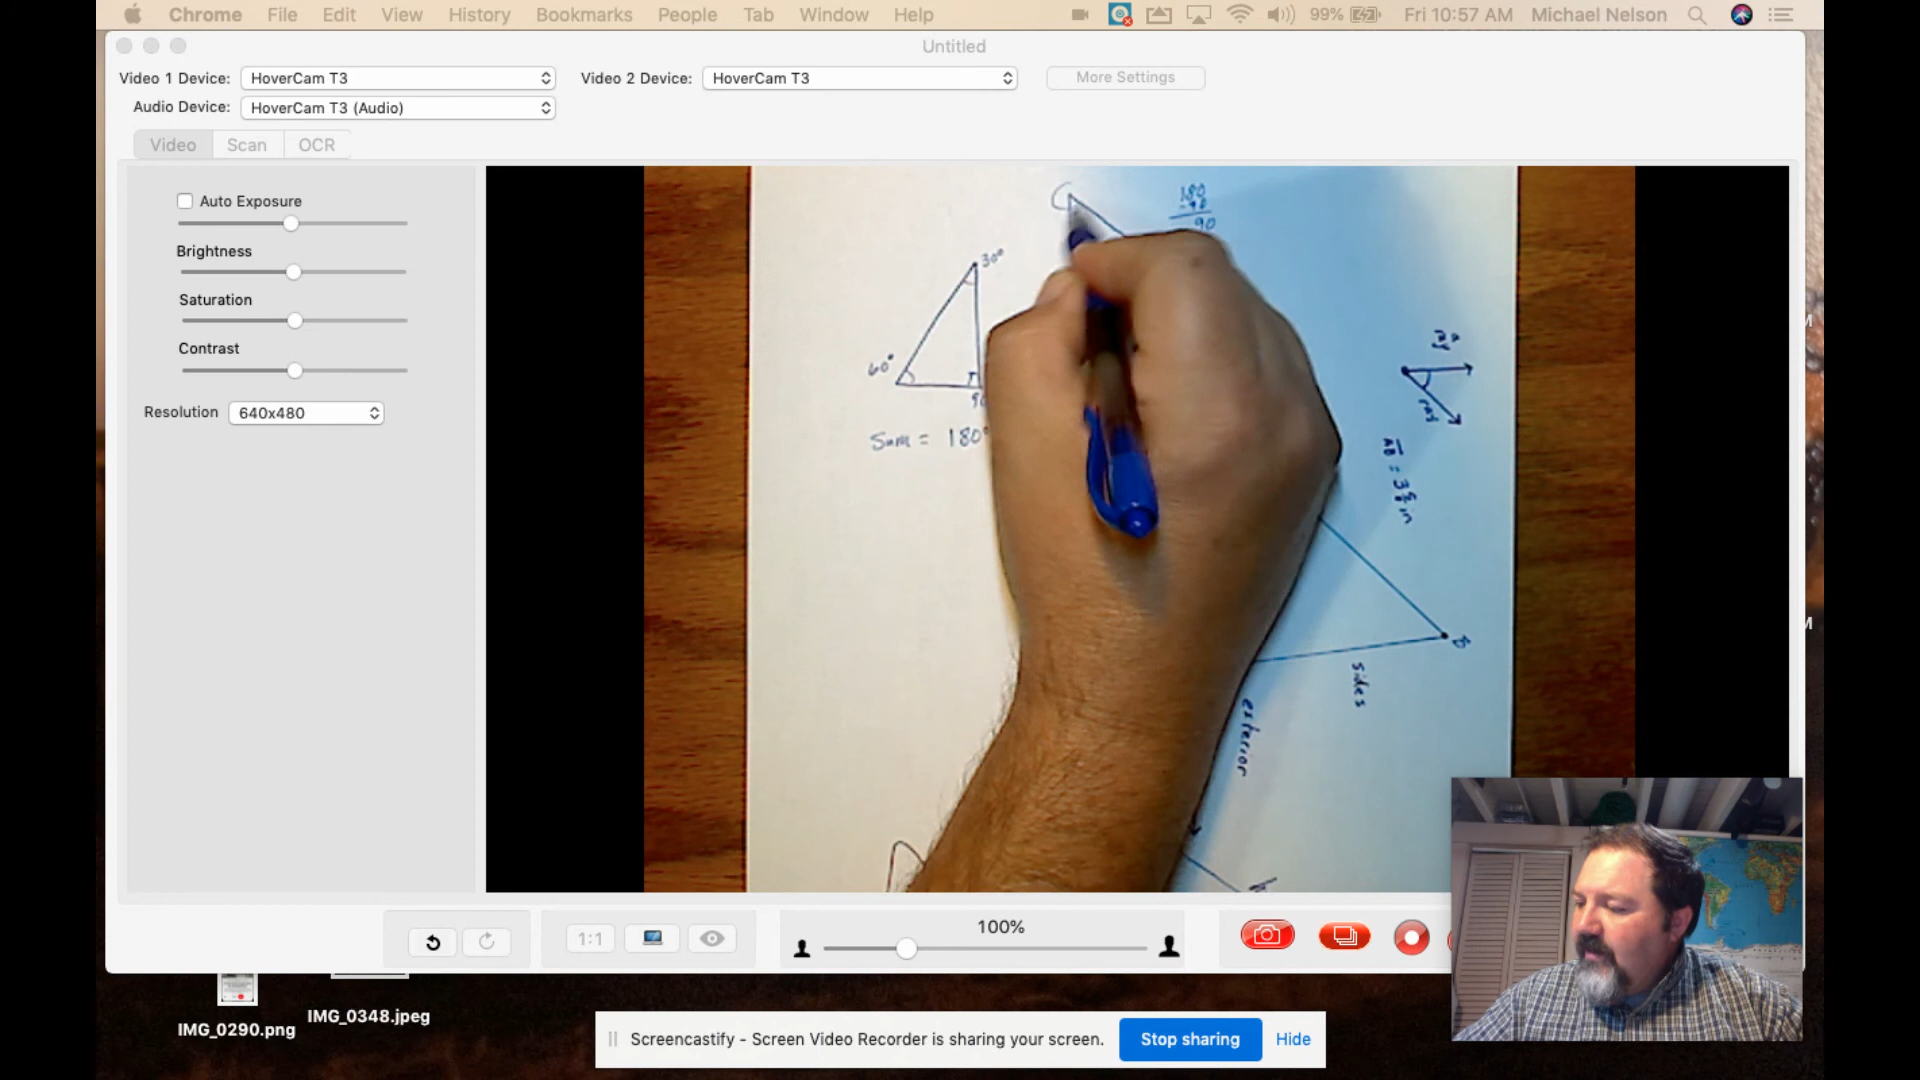 Chrome File Edit View History Bookmarks People Tab Window Help 99% Fri 10:57 AM Michael Nelson
Untitled
Video 1 Device: HoverCam T3 Video 2 Device: HoverCam T3 More Settings
Audio Device: HoverCam T3 (Audio)
Video Scan OCR
Auto Exposure
Brightness
Saturation
Contrast
Resolution 640x480
C
180
-90
90
30°
60°
Sum = 180°
ray
ray
B
sides
exterior
1:1
100%
IMG_0290.png
IMG_0348.jpeg
Screencastify - Screen Video Recorder is sharing your screen. Stop sharing Hide